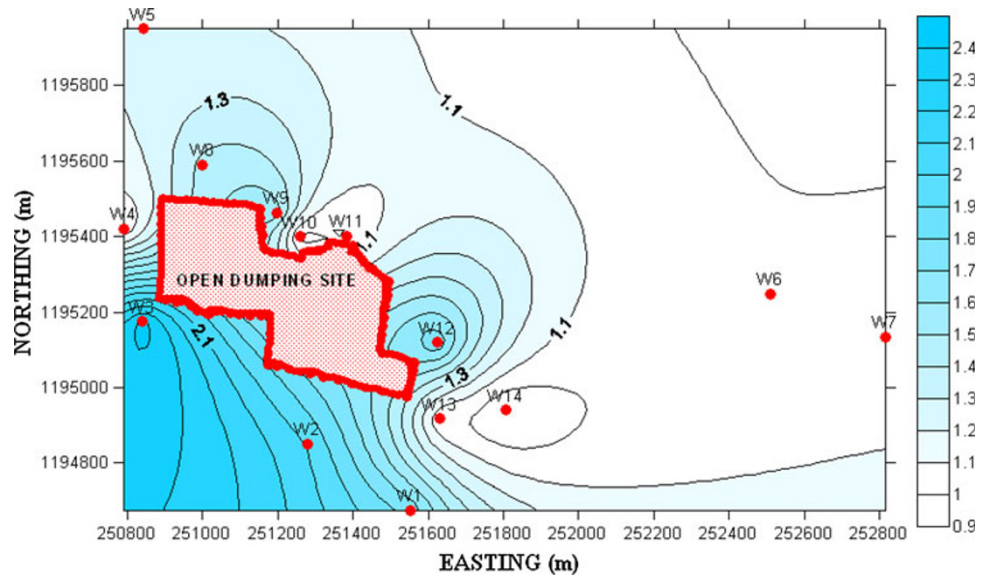 W5
2.4
2.3
2.2
2.1
2
1.9
1.8
1.7
1.6
1.5
1.4
1.3
1.2
1.1
1
0.9
1195800
1195600
1195400
1195200
1195000
1194800
NORTHING (m)
1.3
1.1
W8
W4
W9
W10
W11
1.1
OPEN DUMPING SITE
W6
W3
2.1
W12
W7
1.1
1.3
W13
W14
W2
W1
250800 251000 251200 251400 251600 251800 252000 252200 252400 252600 252800
EASTING (m)